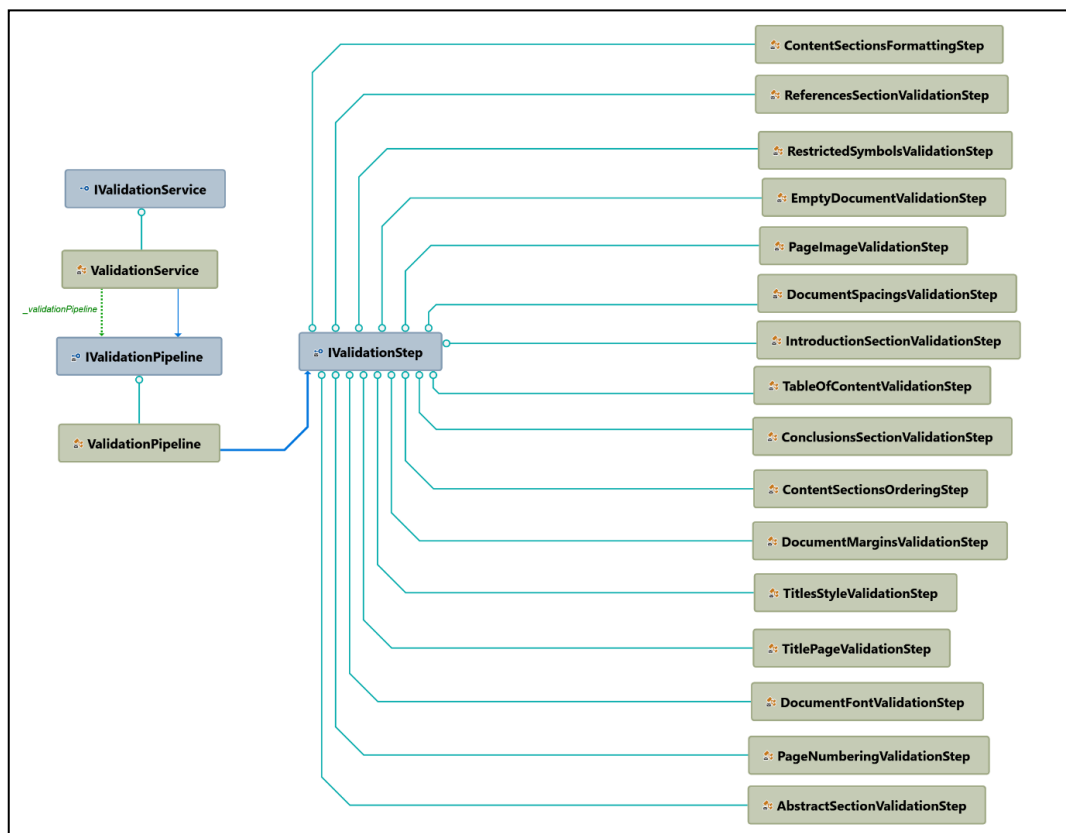 ContentSectionsFormattingStep
ReferencesSectionValidationStep
RestrictedSymbolsValidationStep
IValidationService
EmptyDocumentValidationStep
PageImageValidationStep
ValidationService
DocumentSpacingsValidationStep
_validationPipeline
IntroductionSectionValidationStep
IValidationPipeline
IValidationStep
TableOfContentValidationStep
ValidationPipeline
ConclusionsSectionValidationStep
ContentSectionsOrderingStep
DocumentMarginsValidationStep
TitlesStyleValidationStep
TitlePageValidationStep
DocumentFontValidationStep
PageNumberingValidationStep
AbstractSectionValidationStep